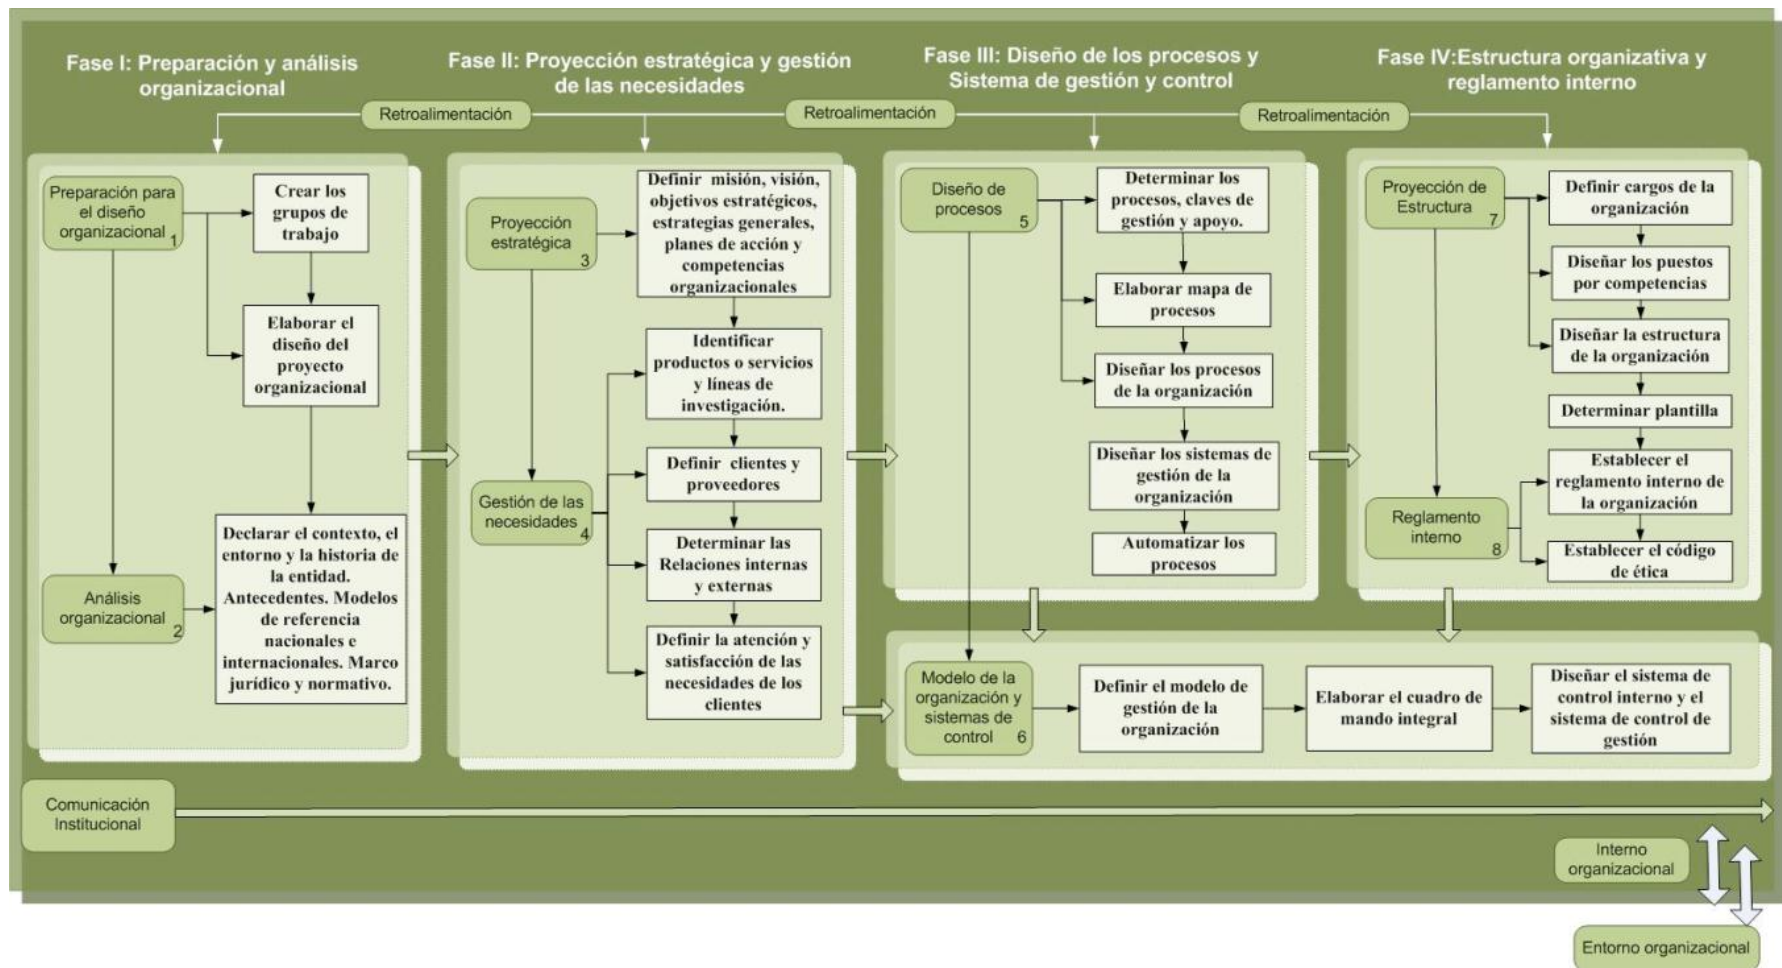 Fase I: Preparación y análisis
organizacional
Fase II: Proyección estratégica y gestión
de las necesidades
Fase III: Diseño de los procesos y
Sistema de gestión y control
Fase IV:Estructura organizativa y
reglamento interno
Retroalimentación
Retroalimentación
Retroalimentación
Preparación para
el diseño
organizacional
1
Crear los
grupos de
trabajo
Elaborar el
diseño del
proyecto
organizacional
Análisis
organizacional
2
Declarar el contexto, el
entorno y la historia de
la entidad.
Antecedentes. Modelos
de referencia
nacionales e
internacionales. Marco
jurídico y normativo.
Proyección
estratégica
3
Definir misión, visión,
objetivos estratégicos,
estrategias generales,
planes de acción y
competencias
organizacionales
Identificar
productos o servicios
y líneas de
investigación.
Gestión de las
necesidades
4
Definir clientes y
proveedores
Determinar las
Relaciones internas
y externas
Definir la atención y
satisfacción de las
necesidades de los
clientes
Diseño de
procesos
5
Determinar los
procesos, claves de
gestión y apoyo.
Elaborar mapa de
procesos
Diseñar los procesos
de la organización
Diseñar los sistemas de
gestión de la
organización
Automatizar los
procesos
Proyección de
Estructura
7
Definir cargos de la
organización
Diseñar los puestos
por competencias
Diseñar la estructura
de la organización
Determinar plantilla
Reglamento
interno
8
Establecer el
reglamento interno de
la organización
Establecer el código
de ética
Modelo de la
organización y
sistemas de
control
6
Definir el modelo de
gestión de la
organización
Elaborar el cuadro de
mando integral
Diseñar el sistema de
control interno y el
sistema de control de
gestión
Comunicación
Institucional
Interno
organizacional
Entorno organizacional